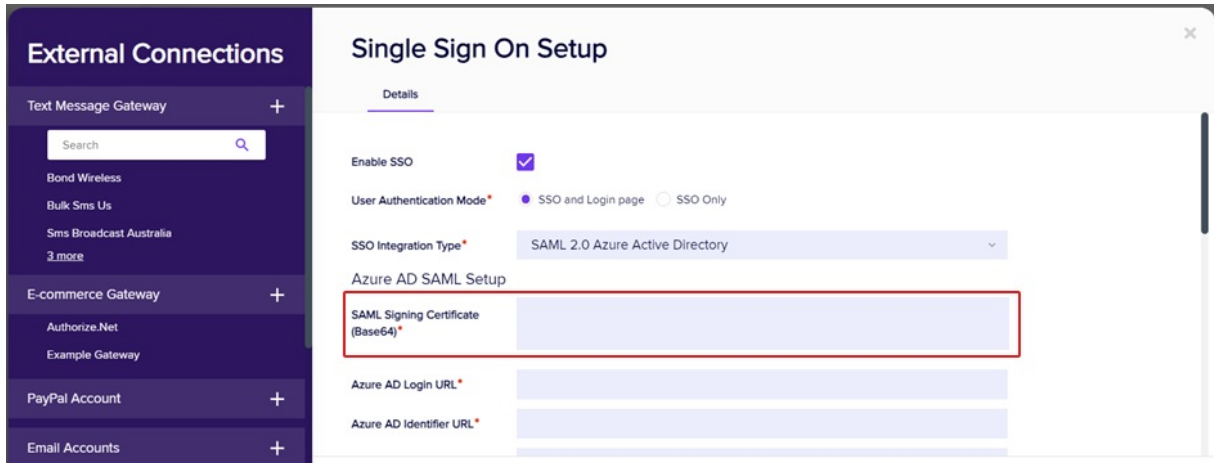 External Connections
Text Message Gateway +
Search
Bond Wireless
Bulk Sms Us
Sms Broadcast Australia
3 more
E-commerce Gateway +
Authorize.Net
Example Gateway
PayPal Account +
Email Accounts +
Single Sign On Setup
Details
Enable SSO
User Authentication Mode* SSO and Login page SSO Only
SSO Integration Type* SAML 2.0 Azure Active Directory
Azure AD SAML Setup
SAML Signing Certificate
(Base64)*
Azure AD Login URL*
Azure AD Identifier URL*